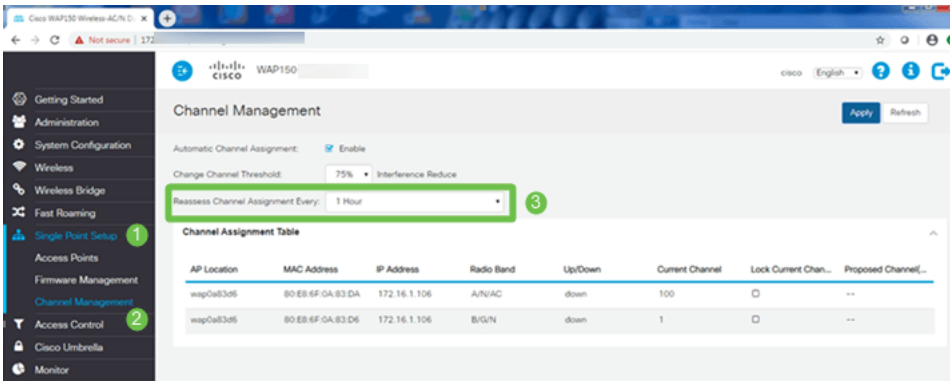 Cisco WAP150 Wireless-AC/N D
Not secure | 172
cisco WAP150
cisco English
Getting Started
Administration
System Configuration
Wireless
Wireless Bridge
Fast Roaming
Single Point Setup 1
Access Points
Firmware Management
Channel Management
2
Access Control
Cisco Umbrella
Monitor
Channel Management
Apply Refresh
Automatic Channel Assignment: Enable
Change Channel Threshold: 75% Interference Reduce
Reassess Channel Assignment Every: 1 Hour 3
Channel Assignment Table
AP Location MAC Address IP Address Radio Band Up/Down Current Channel Lock Current Chan... Proposed Channel(...
wap0a83d6 80:E8:6F:0A:83:DA 172.16.1.106 A/N/AC down 100 --
wap0a83d6 80:E8:6F:0A:83:D6 172.16.1.106 B/G/N down 1 --